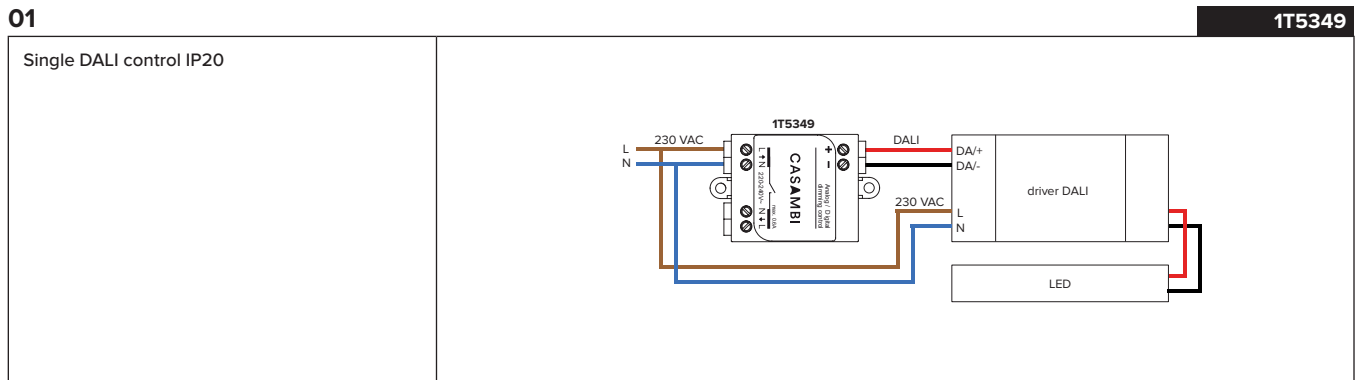 01
1T5349
Single DALI control IP20
1T5349
L
230 VAC
N
L N
220-240V~
N L
max. 0.6A
CASAMBI
Analog / Digital
dimming control
+
-
DALI
DA/+
DA/-
driver DALI
230 VAC
L
N
LED